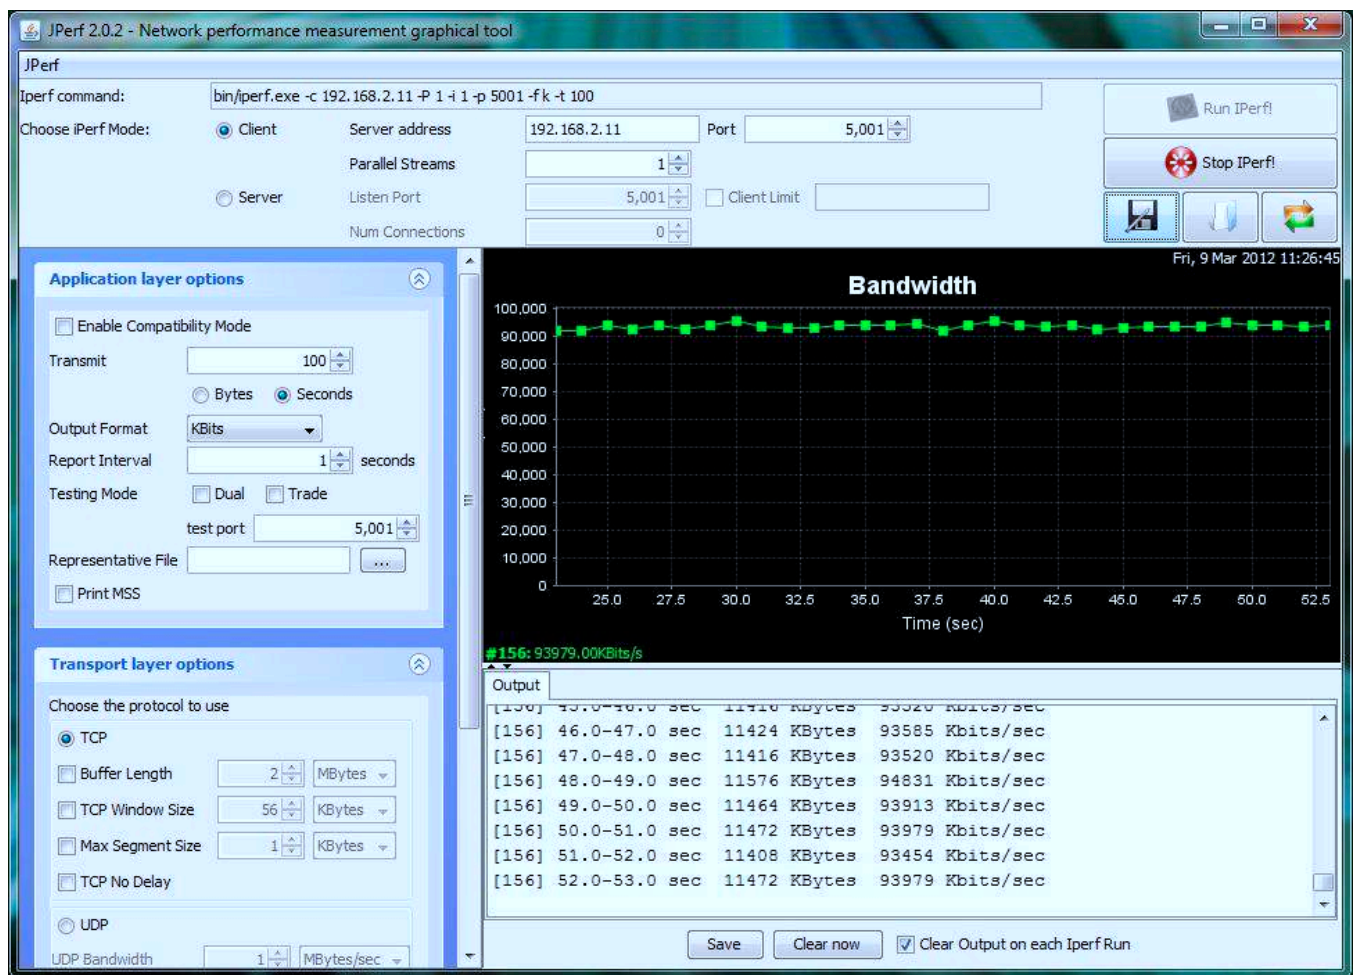 JPerf 2.0.2 - Network performance measurement graphical tool
JPerf
Iperf command:
bin/iperf.exe -c 192.168.2.11 -P 1 -i 1 -p 5001 -f k -t 100
Run IPerf!
Choose iPerf Mode:
Client
Server address
192.168.2.11
Port
5,001
Parallel Streams
1
Stop IPerf!
Server
Listen Port
5,001
Client Limit
Num Connections
0
Application layer options
Enable Compatibility Mode
Transmit
100
Bytes
Seconds
Output Format
KBits
Report Interval
1
seconds
Testing Mode
Dual
Trade
test port
5,001
Representative File
...
Print MSS
Transport layer options
Choose the protocol to use
TCP
Buffer Length
2
MBytes
TCP Window Size
56
KBytes
Max Segment Size
1
KBytes
TCP No Delay
UDP
UDP Bandwidth
1
MBytes/sec
Fri, 9 Mar 2012 11:26:45
Bandwidth
100,000
90,000
80,000
70,000
60,000
50,000
40,000
30,000
20,000
10,000
0
25.0 27.5 30.0 32.5 35.0 37.5 40.0 42.5 45.0 47.5 50.0 52.5
Time (sec)
#156: 93979.00KBits/s
Output
[156] 45.0-46.0 sec 11416 KBytes 93520 Kbits/sec
[156] 46.0-47.0 sec 11424 KBytes 93585 Kbits/sec
[156] 47.0-48.0 sec 11416 KBytes 93520 Kbits/sec
[156] 48.0-49.0 sec 11576 KBytes 94831 Kbits/sec
[156] 49.0-50.0 sec 11464 KBytes 93913 Kbits/sec
[156] 50.0-51.0 sec 11472 KBytes 93979 Kbits/sec
[156] 51.0-52.0 sec 11408 KBytes 93454 Kbits/sec
[156] 52.0-53.0 sec 11472 KBytes 93979 Kbits/sec
Save
Clear now
Clear Output on each Iperf Run